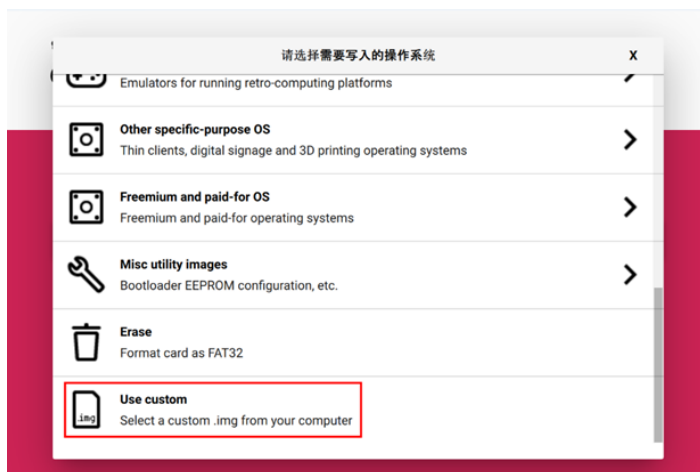 请选择需要写入的操作系统
X
Emulators for running retro-computing platforms
Other specific-purpose OS
Thin clients, digital signage and 3D printing operating systems
Freemium and paid-for OS
Freemium and paid-for operating systems
Misc utility images
Bootloader EEPROM configuration, etc.
Erase
Format card as FAT32
Use custom
.img
Select a custom .img from your computer